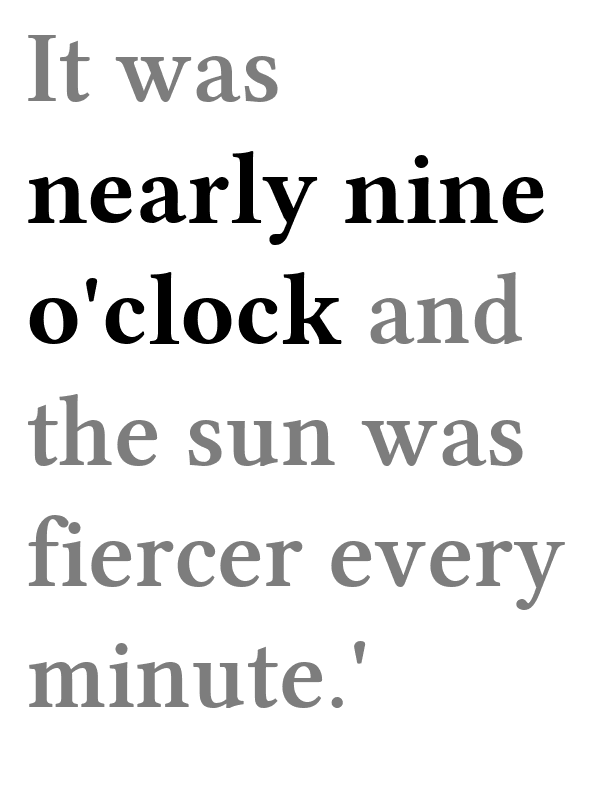 It was
nearly nine
o'clock and
the sun was
fiercer every
minute.'